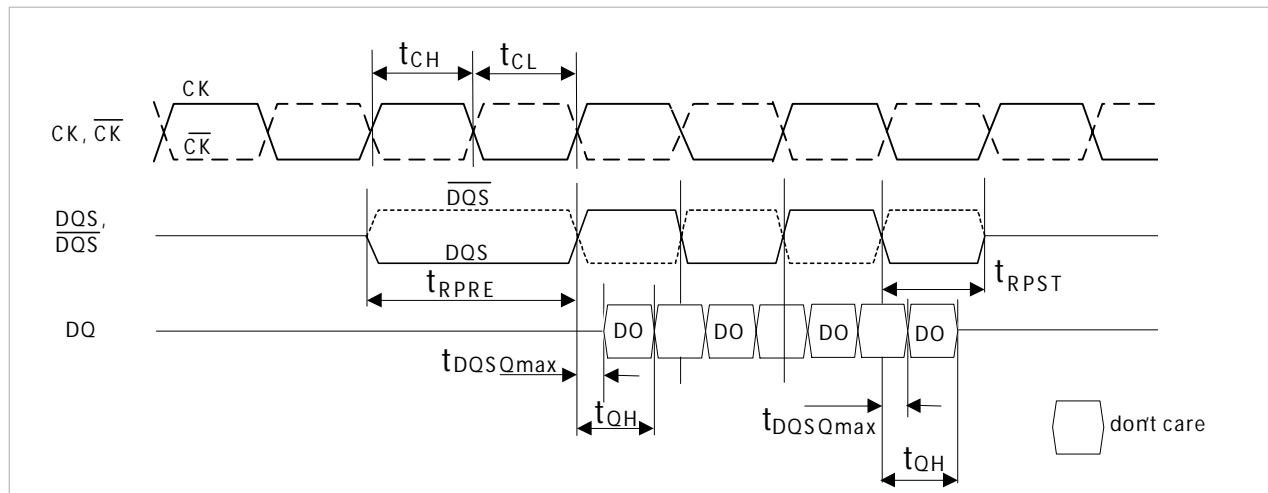 tCH
tCL
CK
CK, CK
CK
DQS
DQS,
DQS
DQS
tRPRE
tRPST
DQ
DO
DO
DO
DO
tDQSQmax
tQH
tDQSQmax
don't care
tQH